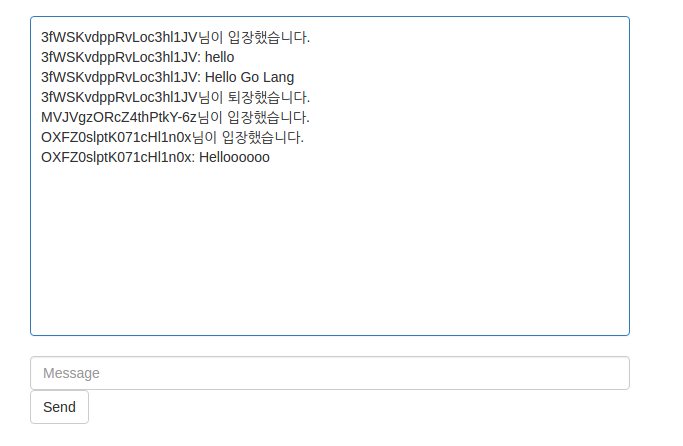 3fWSKvdppRvLoc3hl1JV님이 입장했습니다.
3fWSKvdppRvLoc3hl1JV: hello
3fWSKvdppRvLoc3hl1JV: Hello Go Lang
3fWSKvdppRvLoc3hl1JV님이 퇴장했습니다.
MVJVgzORcZ4thPtkY-6z님이 입장했습니다.
OXFZ0slptK071cHl1n0x님이 입장했습니다.
OXFZ0slptK071cHl1n0x: Helloooooo
Message
Send